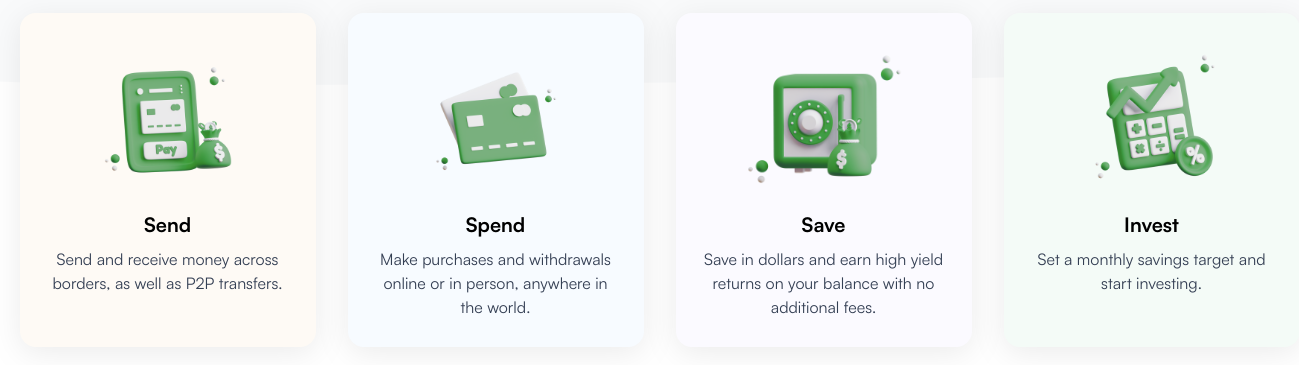 Pay
$
Send
Send and receive money across
borders, as well as P2P transfers.
Spend
Make purchases and withdrawals
online or in person, anywhere in
the world.
$
Save
Save in dollars and earn high yield
returns on your balance with no
additional fees.
%
Invest
Set a monthly savings target and
start investing.